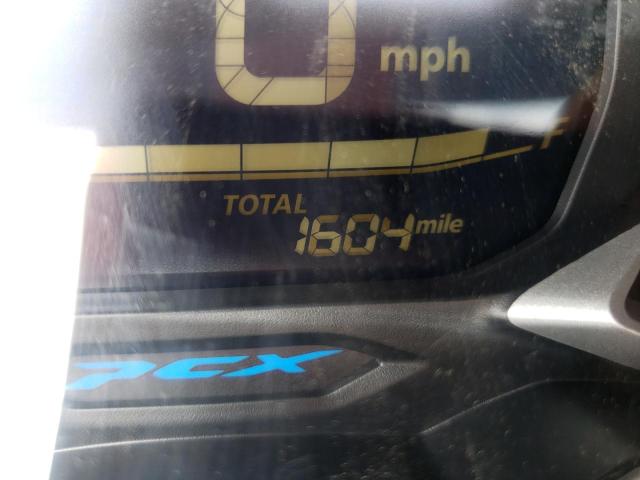 0 mph
F
TOTAL 1604 mile
PCX